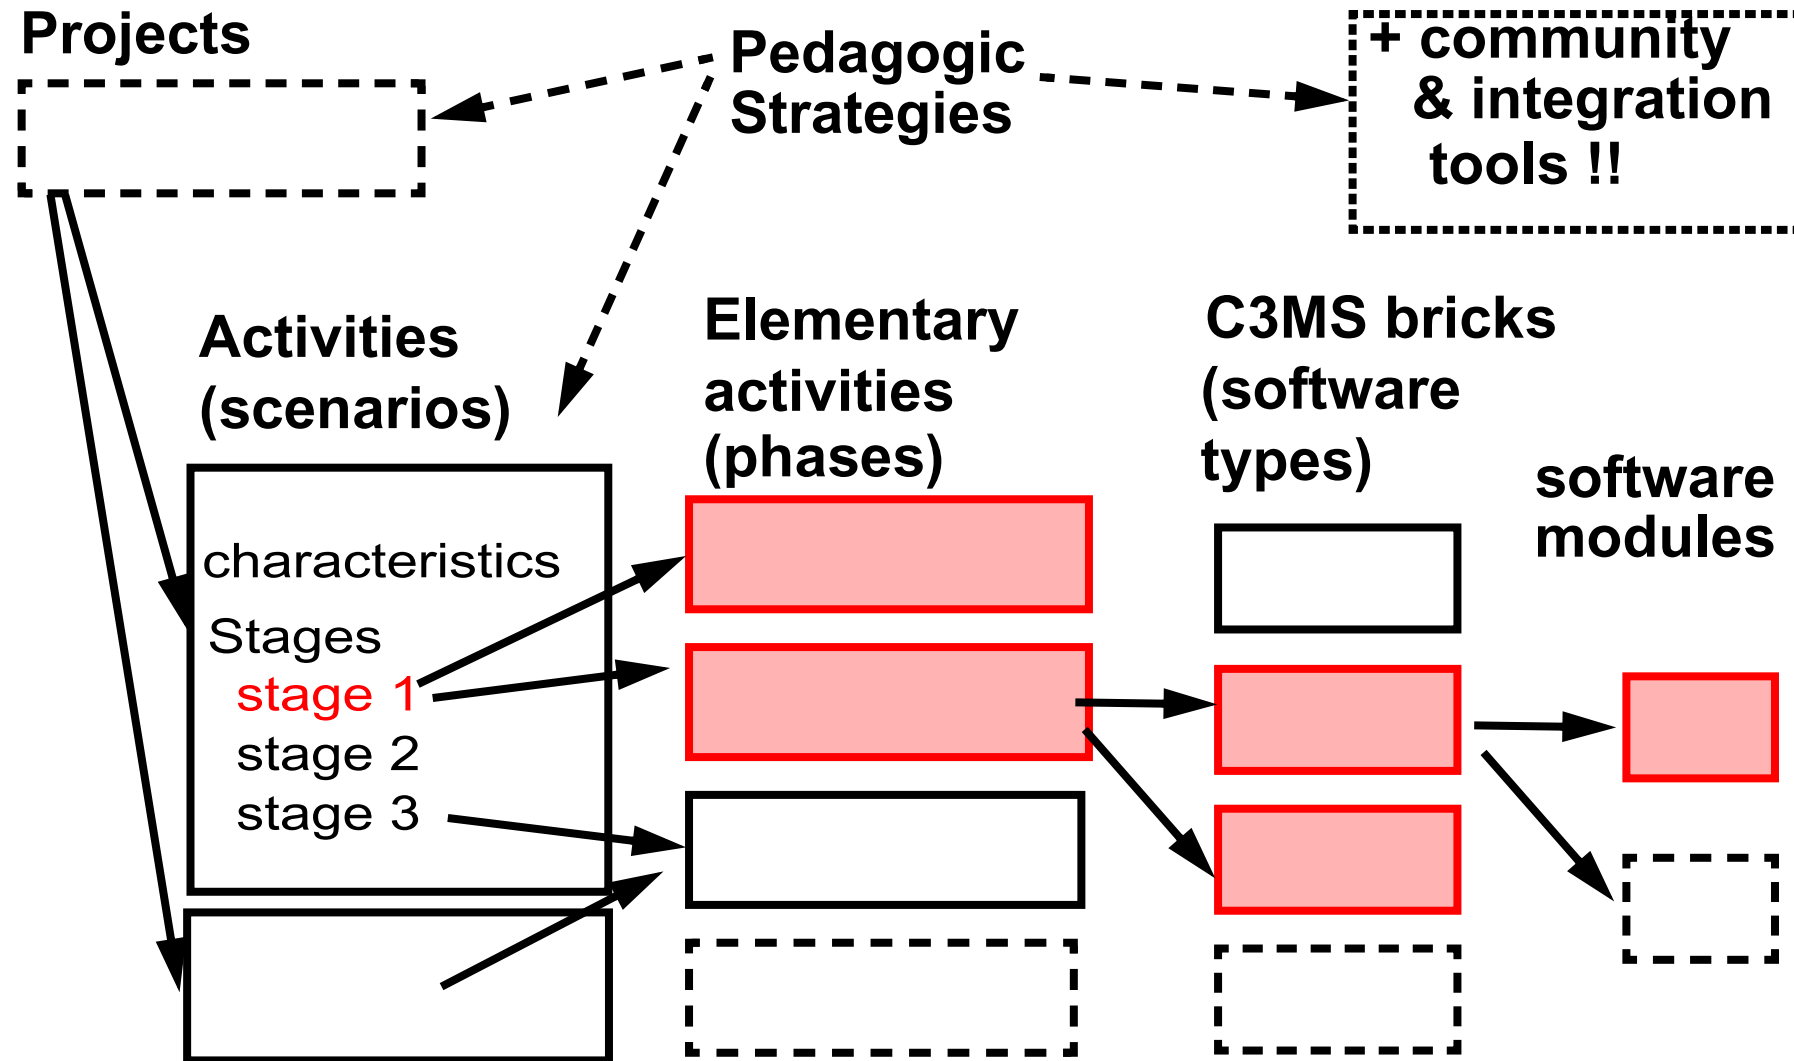 Projects
Pedagogic
Strategies
+ community
& integration
tools !!
Activities
(scenarios)
Elementary
activities
(phases)
C3MS bricks
(software
types)
software
modules
characteristics
Stages
stage 1
stage 2
stage 3